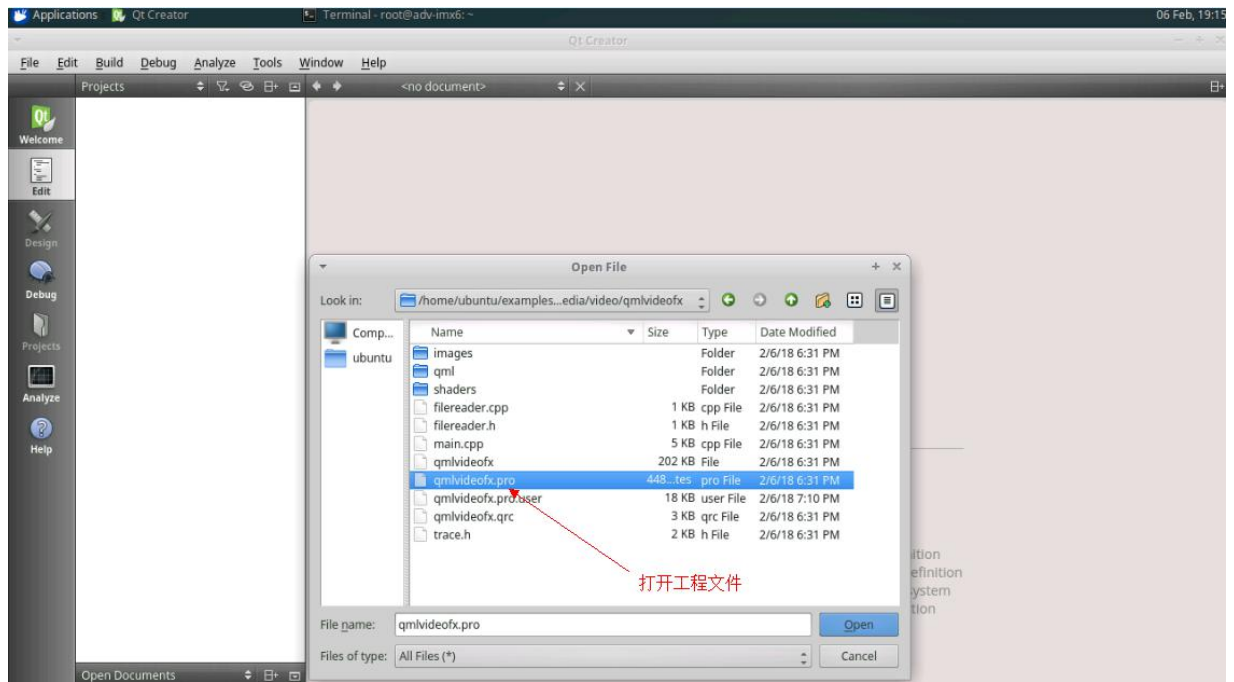 Applications Qt Creator Terminal - root@adv-imx6: ~ 06 Feb, 19:15
Qt Creator
File Edit Build Debug Analyze Tools Window Help
Projects <no document>
Welcome
Edit
Design
Debug
Projects
Analyze
Help
Open File
Look in: /home/ubuntu/examples...edia/video/qmlvideofx
Comp...
ubuntu
Name Size Type Date Modified
images Folder 2/6/18 6:31 PM
qml Folder 2/6/18 6:31 PM
shaders Folder 2/6/18 6:31 PM
filereader.cpp 1 KB cpp File 2/6/18 6:31 PM
filereader.h 1 KB h File 2/6/18 6:31 PM
main.cpp 5 KB cpp File 2/6/18 6:31 PM
qmlvideofx 202 KB File 2/6/18 6:31 PM
qmlvideofx.pro 448...tes pro File 2/6/18 6:31 PM
qmlvideofx.pro.user 18 KB user File 2/6/18 7:10 PM
qmlvideofx.qrc 3 KB qrc File 2/6/18 6:31 PM
trace.h 2 KB h File 2/6/18 6:31 PM
打开工程文件
ition
efinition
ystem
tion
File name: qmlvideofx.pro Open
Files of type: All Files (*) Cancel
Open Documents